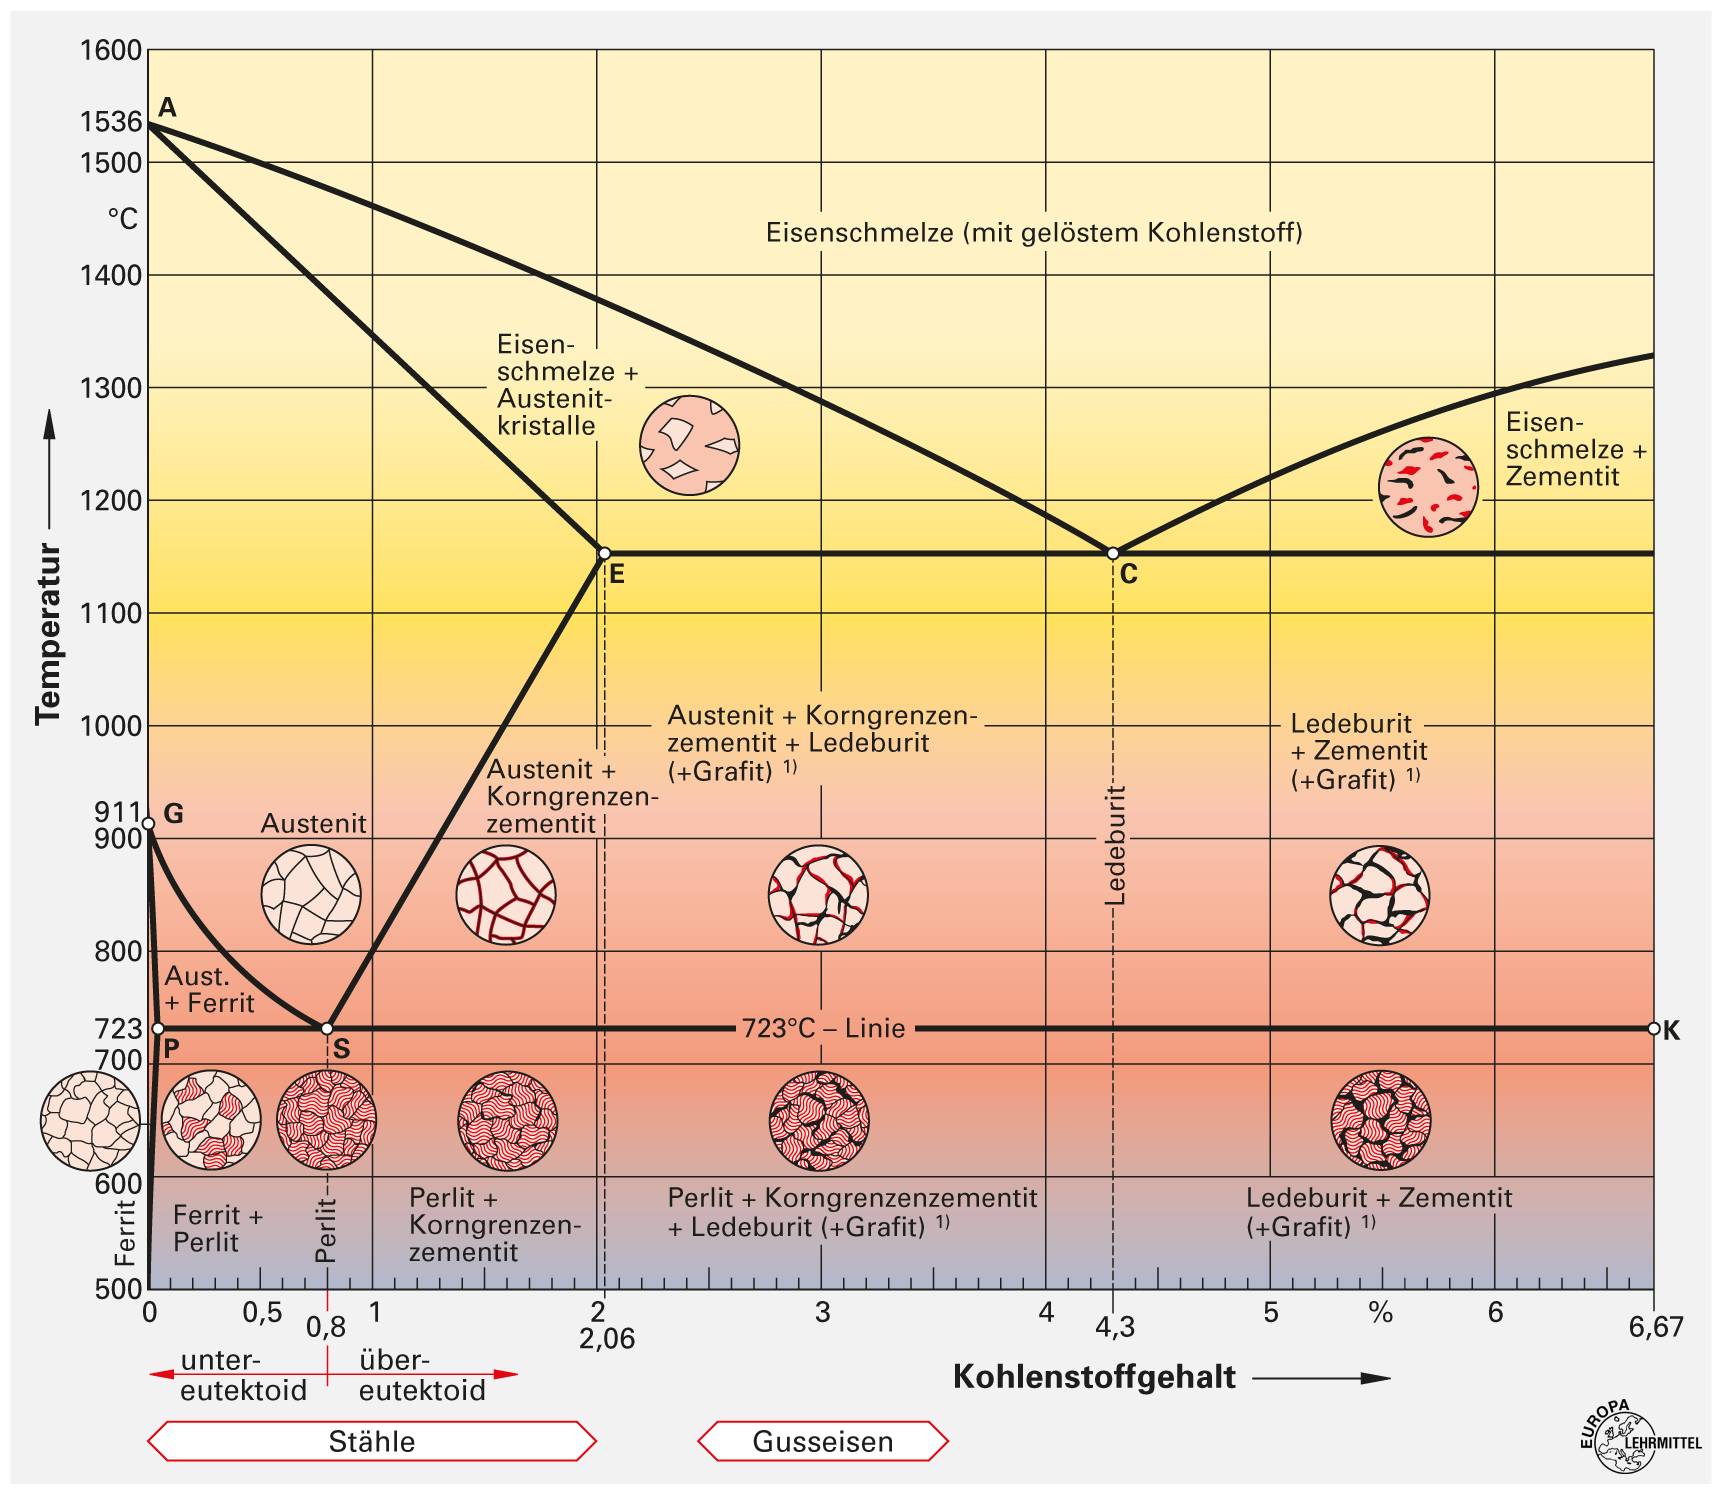 1600
A
1536
1500
°C
Eisenschmelze (mit gelöstem Kohlenstoff)
1400
Eisen-
schmelze +
Austenit-
kristalle
1300
Eisen-
schmelze +
Zementit
1200
E
C
1100
Temperatur
1000
Austenit + Korngrenzen-
zementit + Ledeburit
(+Grafit) 1)
Ledeburit
+ Zementit
(+Grafit) 1)
Austenit +
Korngrenzen-
zementit
911
G
Austenit
900
Ledeburit
800
Aust.
+ Ferrit
723
723°C – Linie
K
P
S
700
600
Ferrit
Ferrit +
Perlit
Perlit
Perlit +
Korngrenzen-
zementit
Perlit + Korngrenzenzementit
+ Ledeburit (+Grafit) 1)
Ledeburit + Zementit
(+Grafit) 1)
500
0 0,5 1 2 3 4 5 % 6
0,8 2,06 4,3 6,67
unter-
eutektoid
über-
eutektoid
Kohlenstoffgehalt
Stähle
Gusseisen
EUROPA
LEHRMITTEL